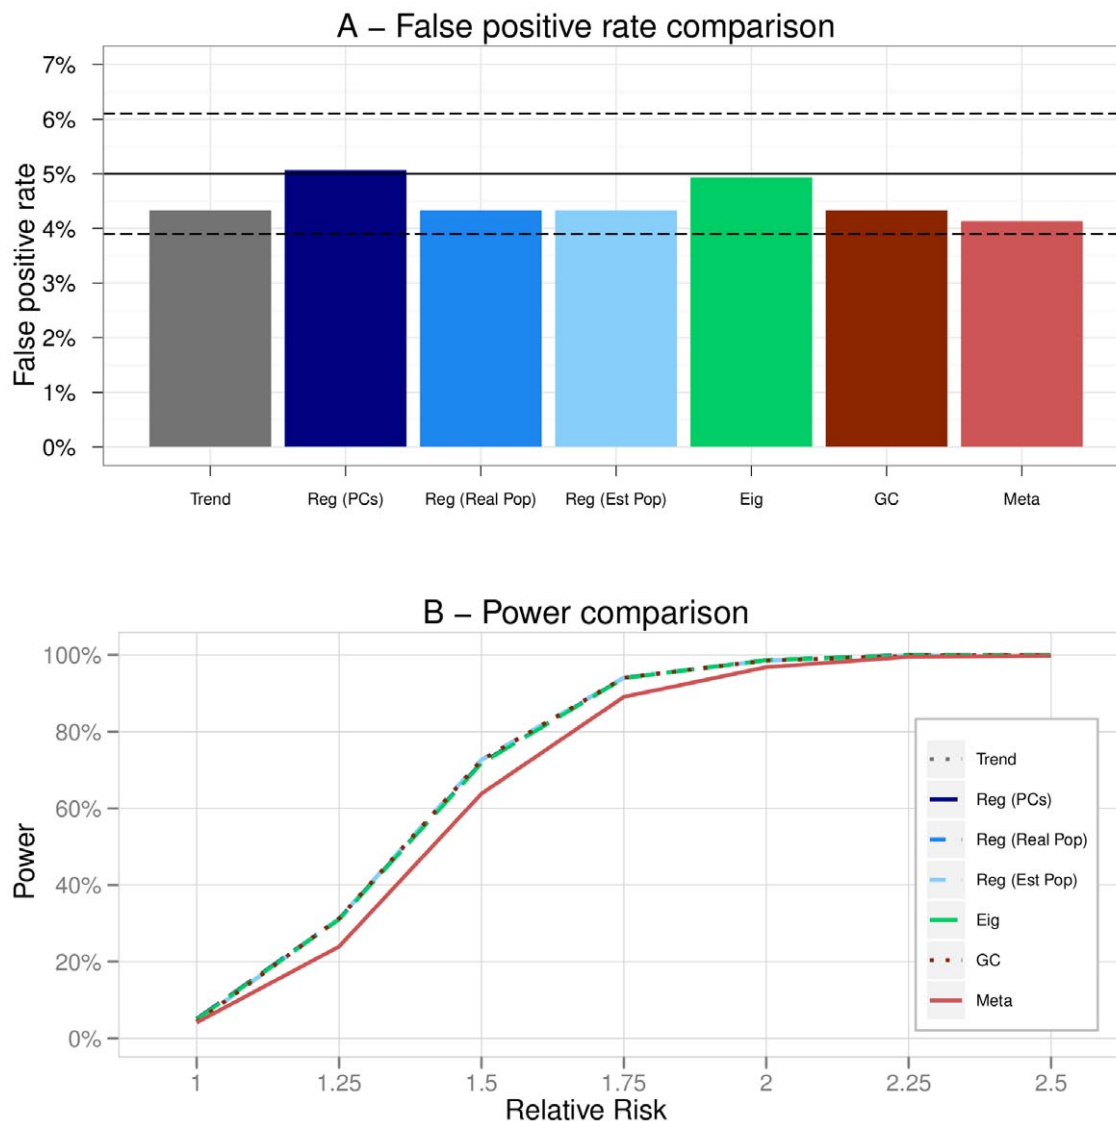 A – False positive rate comparison
False positive rate
7%
6%
5%
4%
3%
2%
1%
0%
Trend Reg (PCs) Reg (Real Pop) Reg (Est Pop) Eig GC Meta
B – Power comparison
Power
100%
80%
60%
40%
20%
0%
Trend
Reg (PCs)
Reg (Real Pop)
Reg (Est Pop)
Eig
GC
Meta
1 1.25 1.5 1.75 2 2.25 2.5
Relative Risk